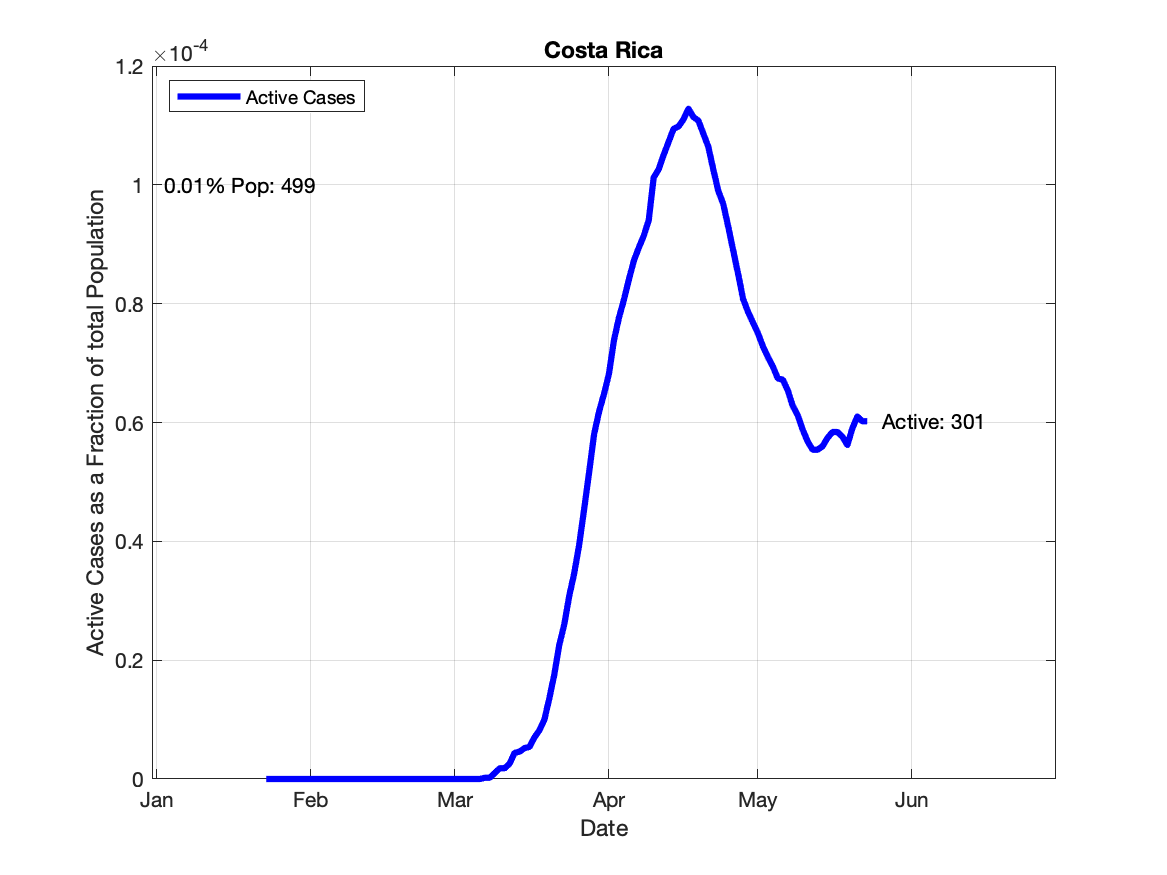 Costa Rica
×10-4
1.2
Active Cases
1
0.01% Pop: 499
0.8
0.6
Active: 301
0.4
0.2
0
Jan Feb Mar Apr May Jun
Date
Active Cases as a Fraction of total Population